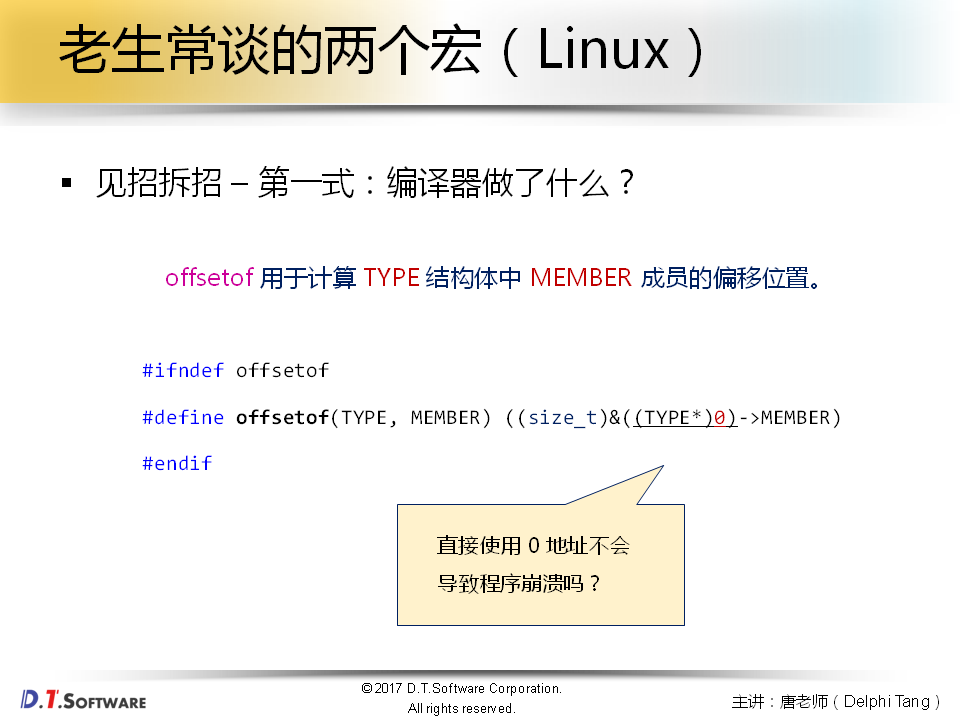 老生常谈的两个宏（Linux）
▪ 见招拆招 – 第一式：编译器做了什么？
offsetof 用于计算 TYPE 结构体中 MEMBER 成员的偏移位置。
#ifndef offsetof
#define offsetof(TYPE, MEMBER) ((size_t)&((TYPE*)0)->MEMBER)
#endif
直接使用 0 地址不会
导致程序崩溃吗？
D.T.SOFTWARE
©2017 D.T.Software Corporation.
All rights reserved.
主讲：唐老师（Delphi Tang）